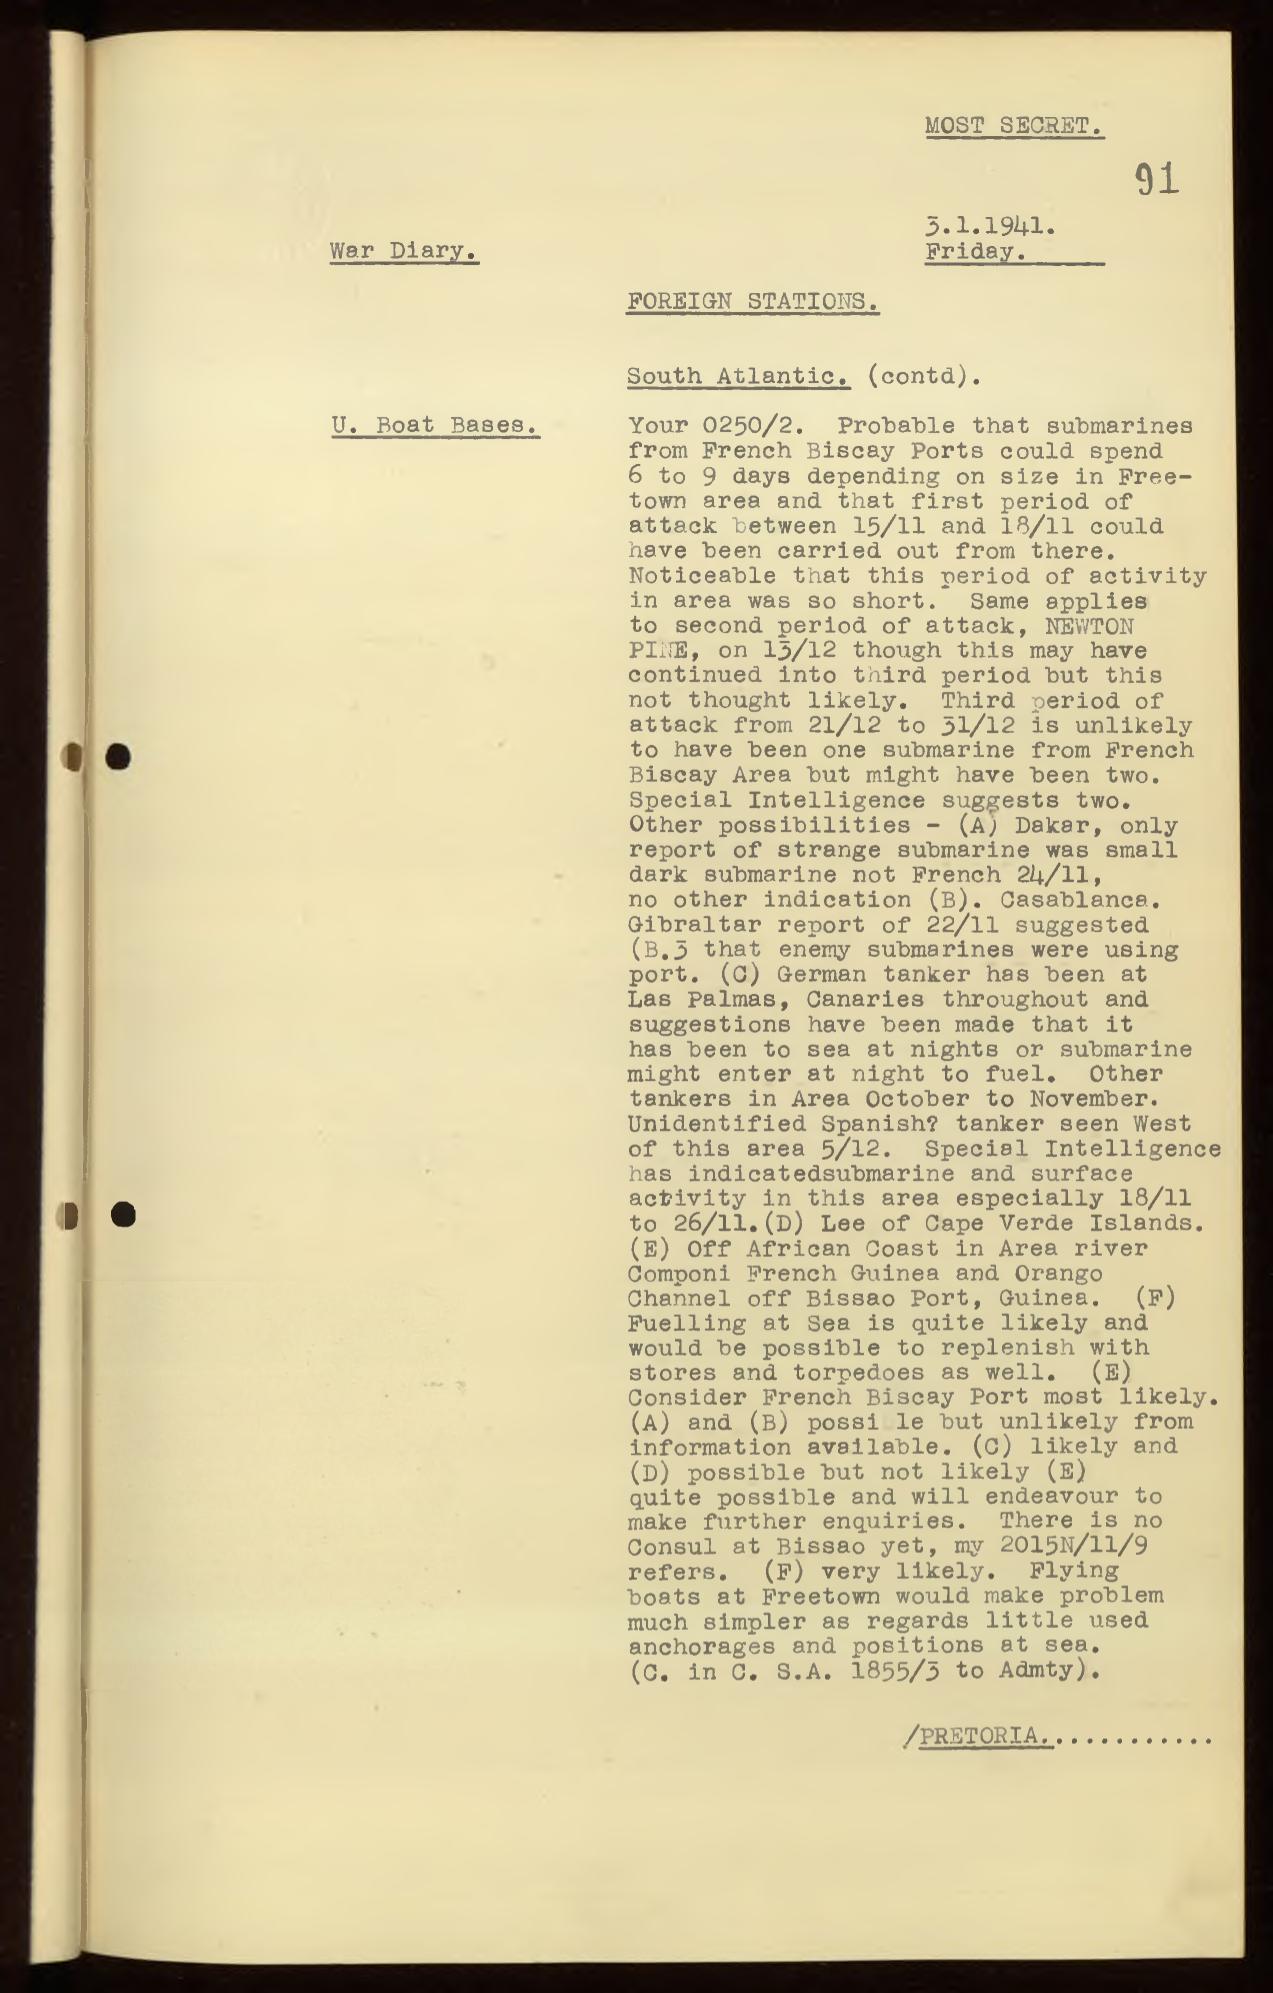 MOST SECRET.
91
3.1.1941.
War Diary.
Friday.
FOREIGN STATIONS.
South Atlantic. (contd).
U. Boat Bases.
Your 0250/2. Probable that submarines
from French Biscay Ports could spend
6 to 9 days depending on size in Free-
town area and that first period of
attack between 15/11 and 18/11 could
have been carried out from there.
Noticeable that this period of activity
in area was so short. Same applies
to second period of attack, NEWTON
PINE, on 13/12 though this may have
continued into third period but this
not thought likely. Third period of
attack from 21/12 to 31/12 is unlikely
to have been one submarine from French
Biscay Area but might have been two.
Special Intelligence suggests two.
Other possibilities - (A) Dakar, only
report of strange submarine was small
dark submarine not French 24/11,
no other indication (B). Casablanca.
Gibraltar report of 22/11 suggested
(B.3 that enemy submarines were using
port. (C) German tanker has been at
Las Palmas, Canaries throughout and
suggestions have been made that it
has been to sea at nights or submarine
might enter at night to fuel. Other
tankers in Area October to November.
Unidentified Spanish? tanker seen West
of this area 5/12. Special Intelligence
has indicatedsubmarine and surface
activity in this area especially 18/11
to 26/11.(D) Lee of Cape Verde Islands.
(E) Off African Coast in Area river
Componi French Guinea and Orango
Channel off Bissao Port, Guinea. (F)
Fuelling at Sea is quite likely and
would be possible to replenish with
stores and torpedoes as well. (E)
Consider French Biscay Port most likely.
(A) and (B) possi le but unlikely from
information available. (C) likely and
(D) possible but not likely (E)
quite possible and will endeavour to
make further enquiries. There is no
Consul at Bissao yet, my 2015N/11/9
refers. (F) very likely. Flying
boats at Freetown would make problem
much simpler as regards little used
anchorages and positions at sea.
(C. in C. S.A. 1855/3 to Admty).
/PRETORIA............